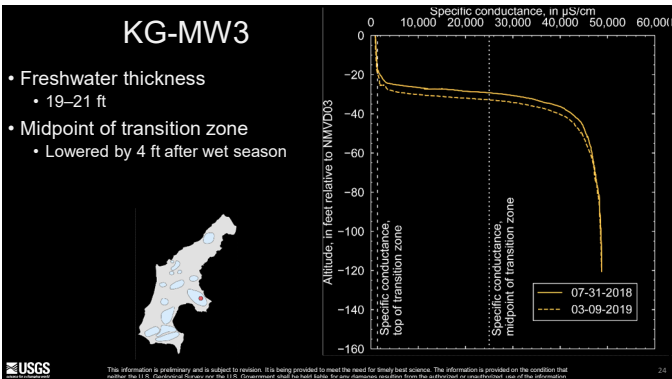 KG-MW3
• Freshwater thickness
• 19–21 ft
• Midpoint of transition zone
• Lowered by 4 ft after wet season
Specific conductance, in µS/cm
0 10,000 20,000 30,000 40,000 50,000 60,000
Altitude, in feet relative to NMVD03
0
−20
−40
−60
−80
−100
−120
−140
−160
Specific conductance,
top of transition zone
Specific conductance,
midpoint of transition zone
07-31-2018
03-09-2019
USGS
science for a changing world
This information is preliminary and is subject to revision. It is being provided to meet the need for timely best science. The information is provided on the condition that
neither the U.S. Geological Survey nor the U.S. Government shall be held liable for any damages resulting from the authorized or unauthorized use of the information.
24